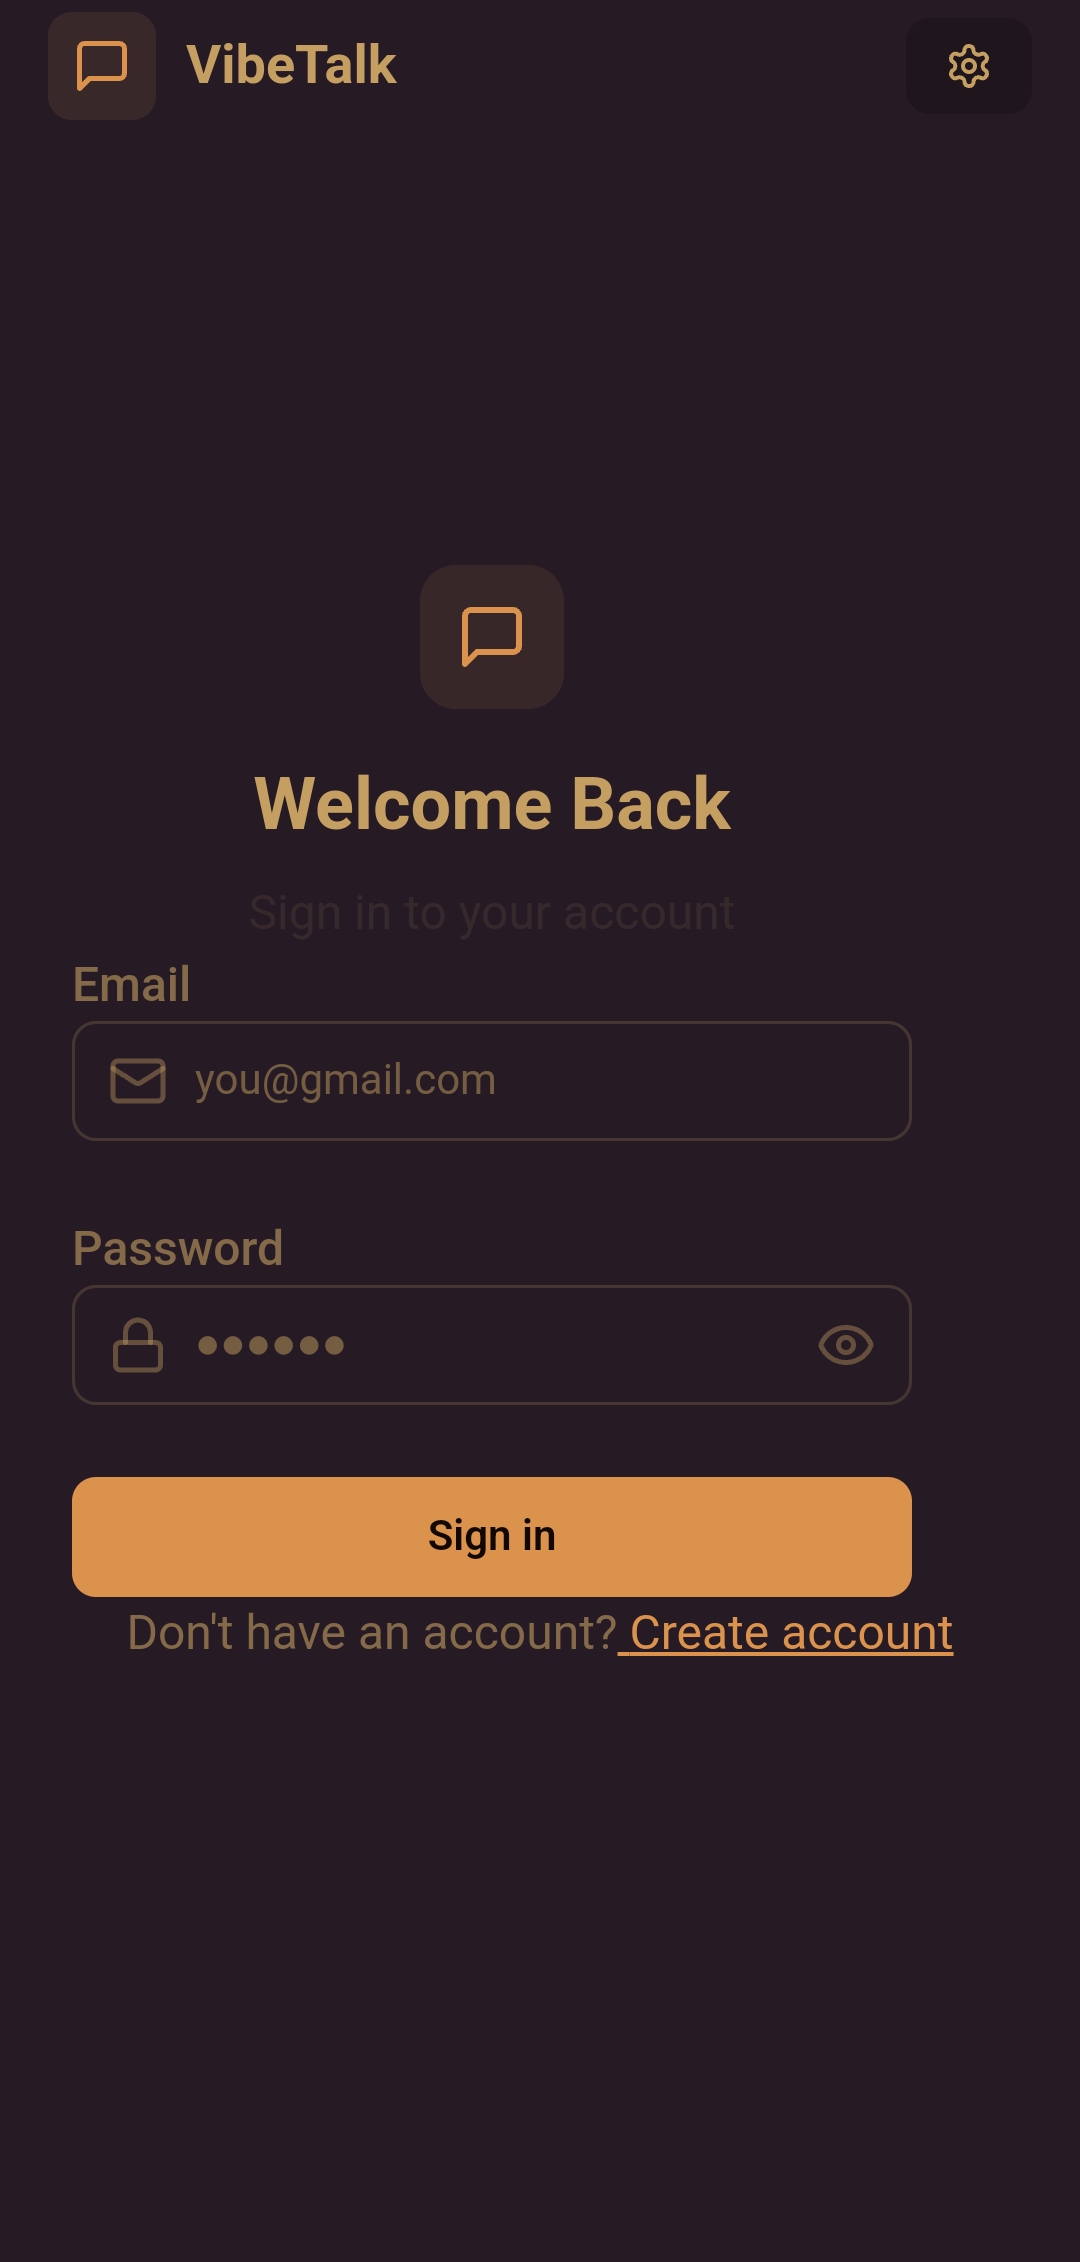 VibeTalk
Welcome Back
Sign in to your account
Email
you@gmail.com
Password
••••••
Sign in
Don't have an account? Create account